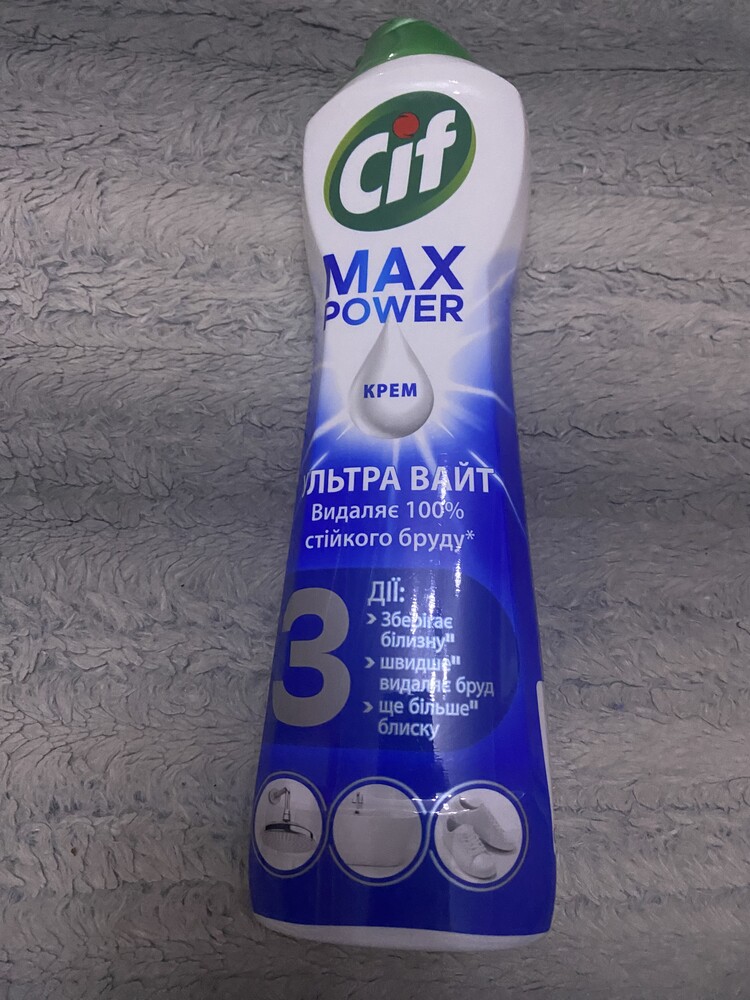 Cif
MAX
POWER
КРЕМ
УЛЬТРА ВАЙТ
Видаляє 100%
стійкого бруду*
3
ДІЇ:
> Зберігає
білизну"
> швидше"
видаляє бруд
> ще більше"
блиску